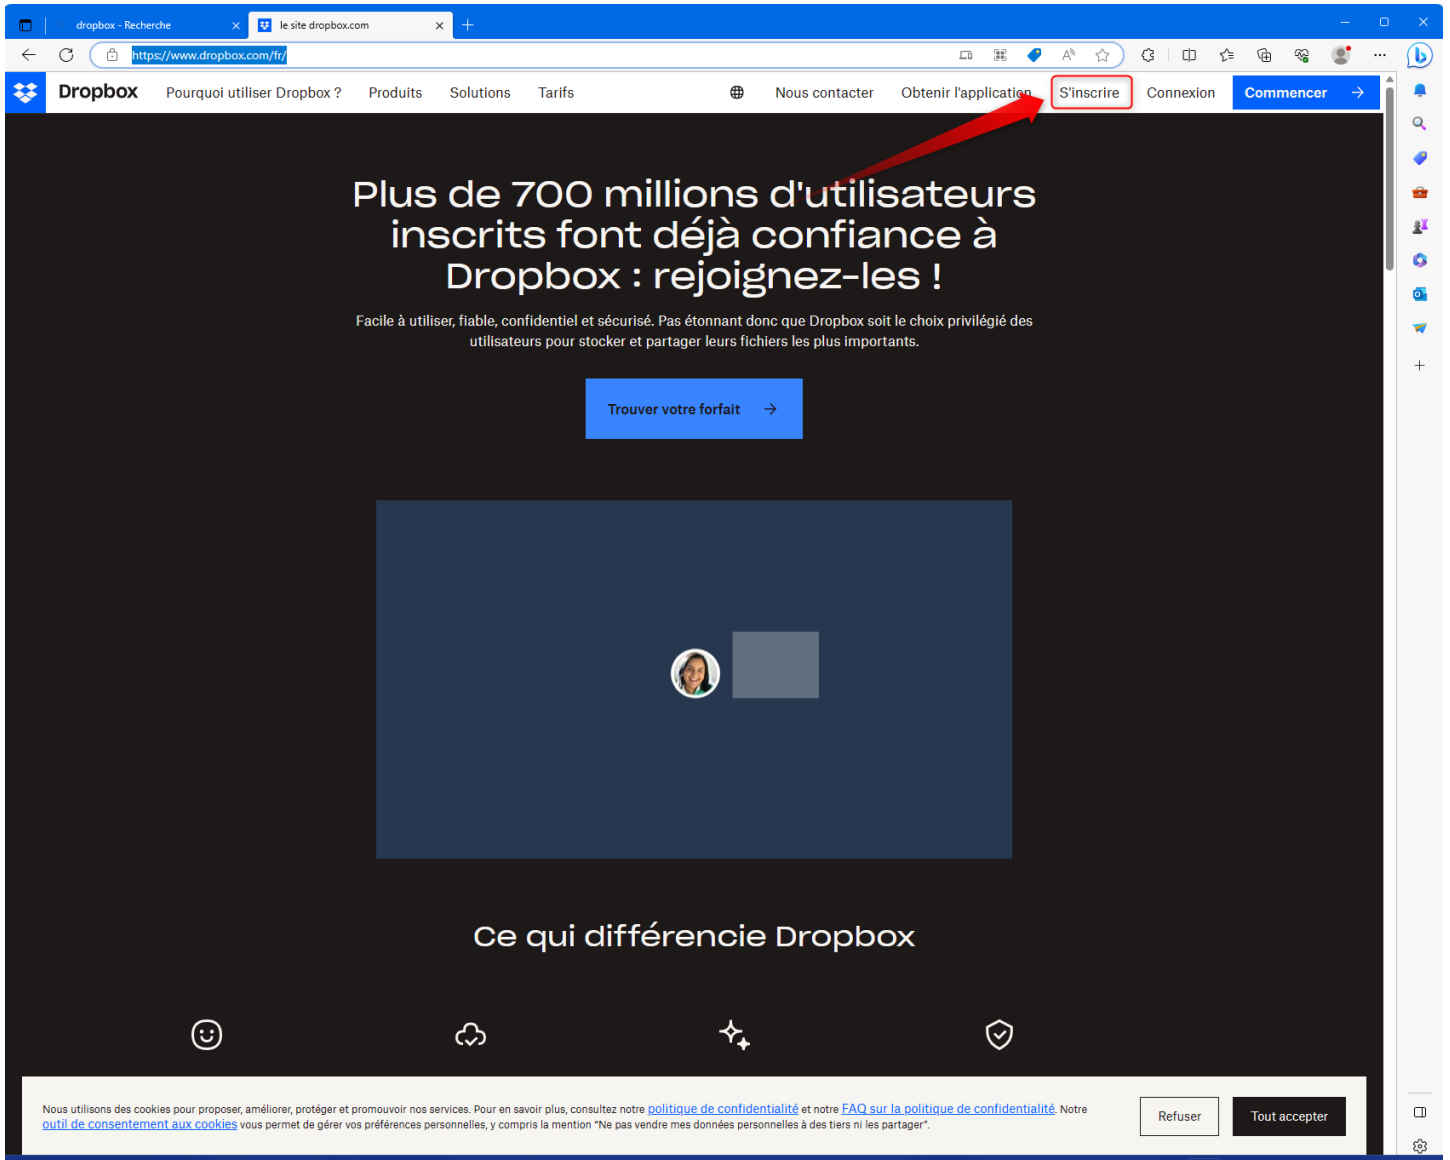 dropbox - Recherche
le site dropbox.com
https://www.dropbox.com/fr/
Dropbox
Pourquoi utiliser Dropbox ?
Produits
Solutions
Tarifs
Nous contacter
Obtenir l'application
S'inscrire
Connexion
Commencer
Plus de 700 millions d'utilisateurs
inscrits font déjà confiance à
Dropbox : rejoignez-les !
Facile à utiliser, fiable, confidentiel et sécurisé. Pas étonnant donc que Dropbox soit le choix privilégié des
utilisateurs pour stocker et partager leurs fichiers les plus importants.
Trouver votre forfait
Ce qui différencie Dropbox
Nous utilisons des cookies pour proposer, améliorer, protéger et promouvoir nos services. Pour en savoir plus, consultez notre politique de confidentialité et notre FAQ sur la politique de confidentialité. Notre
outil de consentement aux cookies vous permet de gérer vos préférences personnelles, y compris la mention “Ne pas vendre mes données personnelles à des tiers ni les partager”.
Refuser
Tout accepter